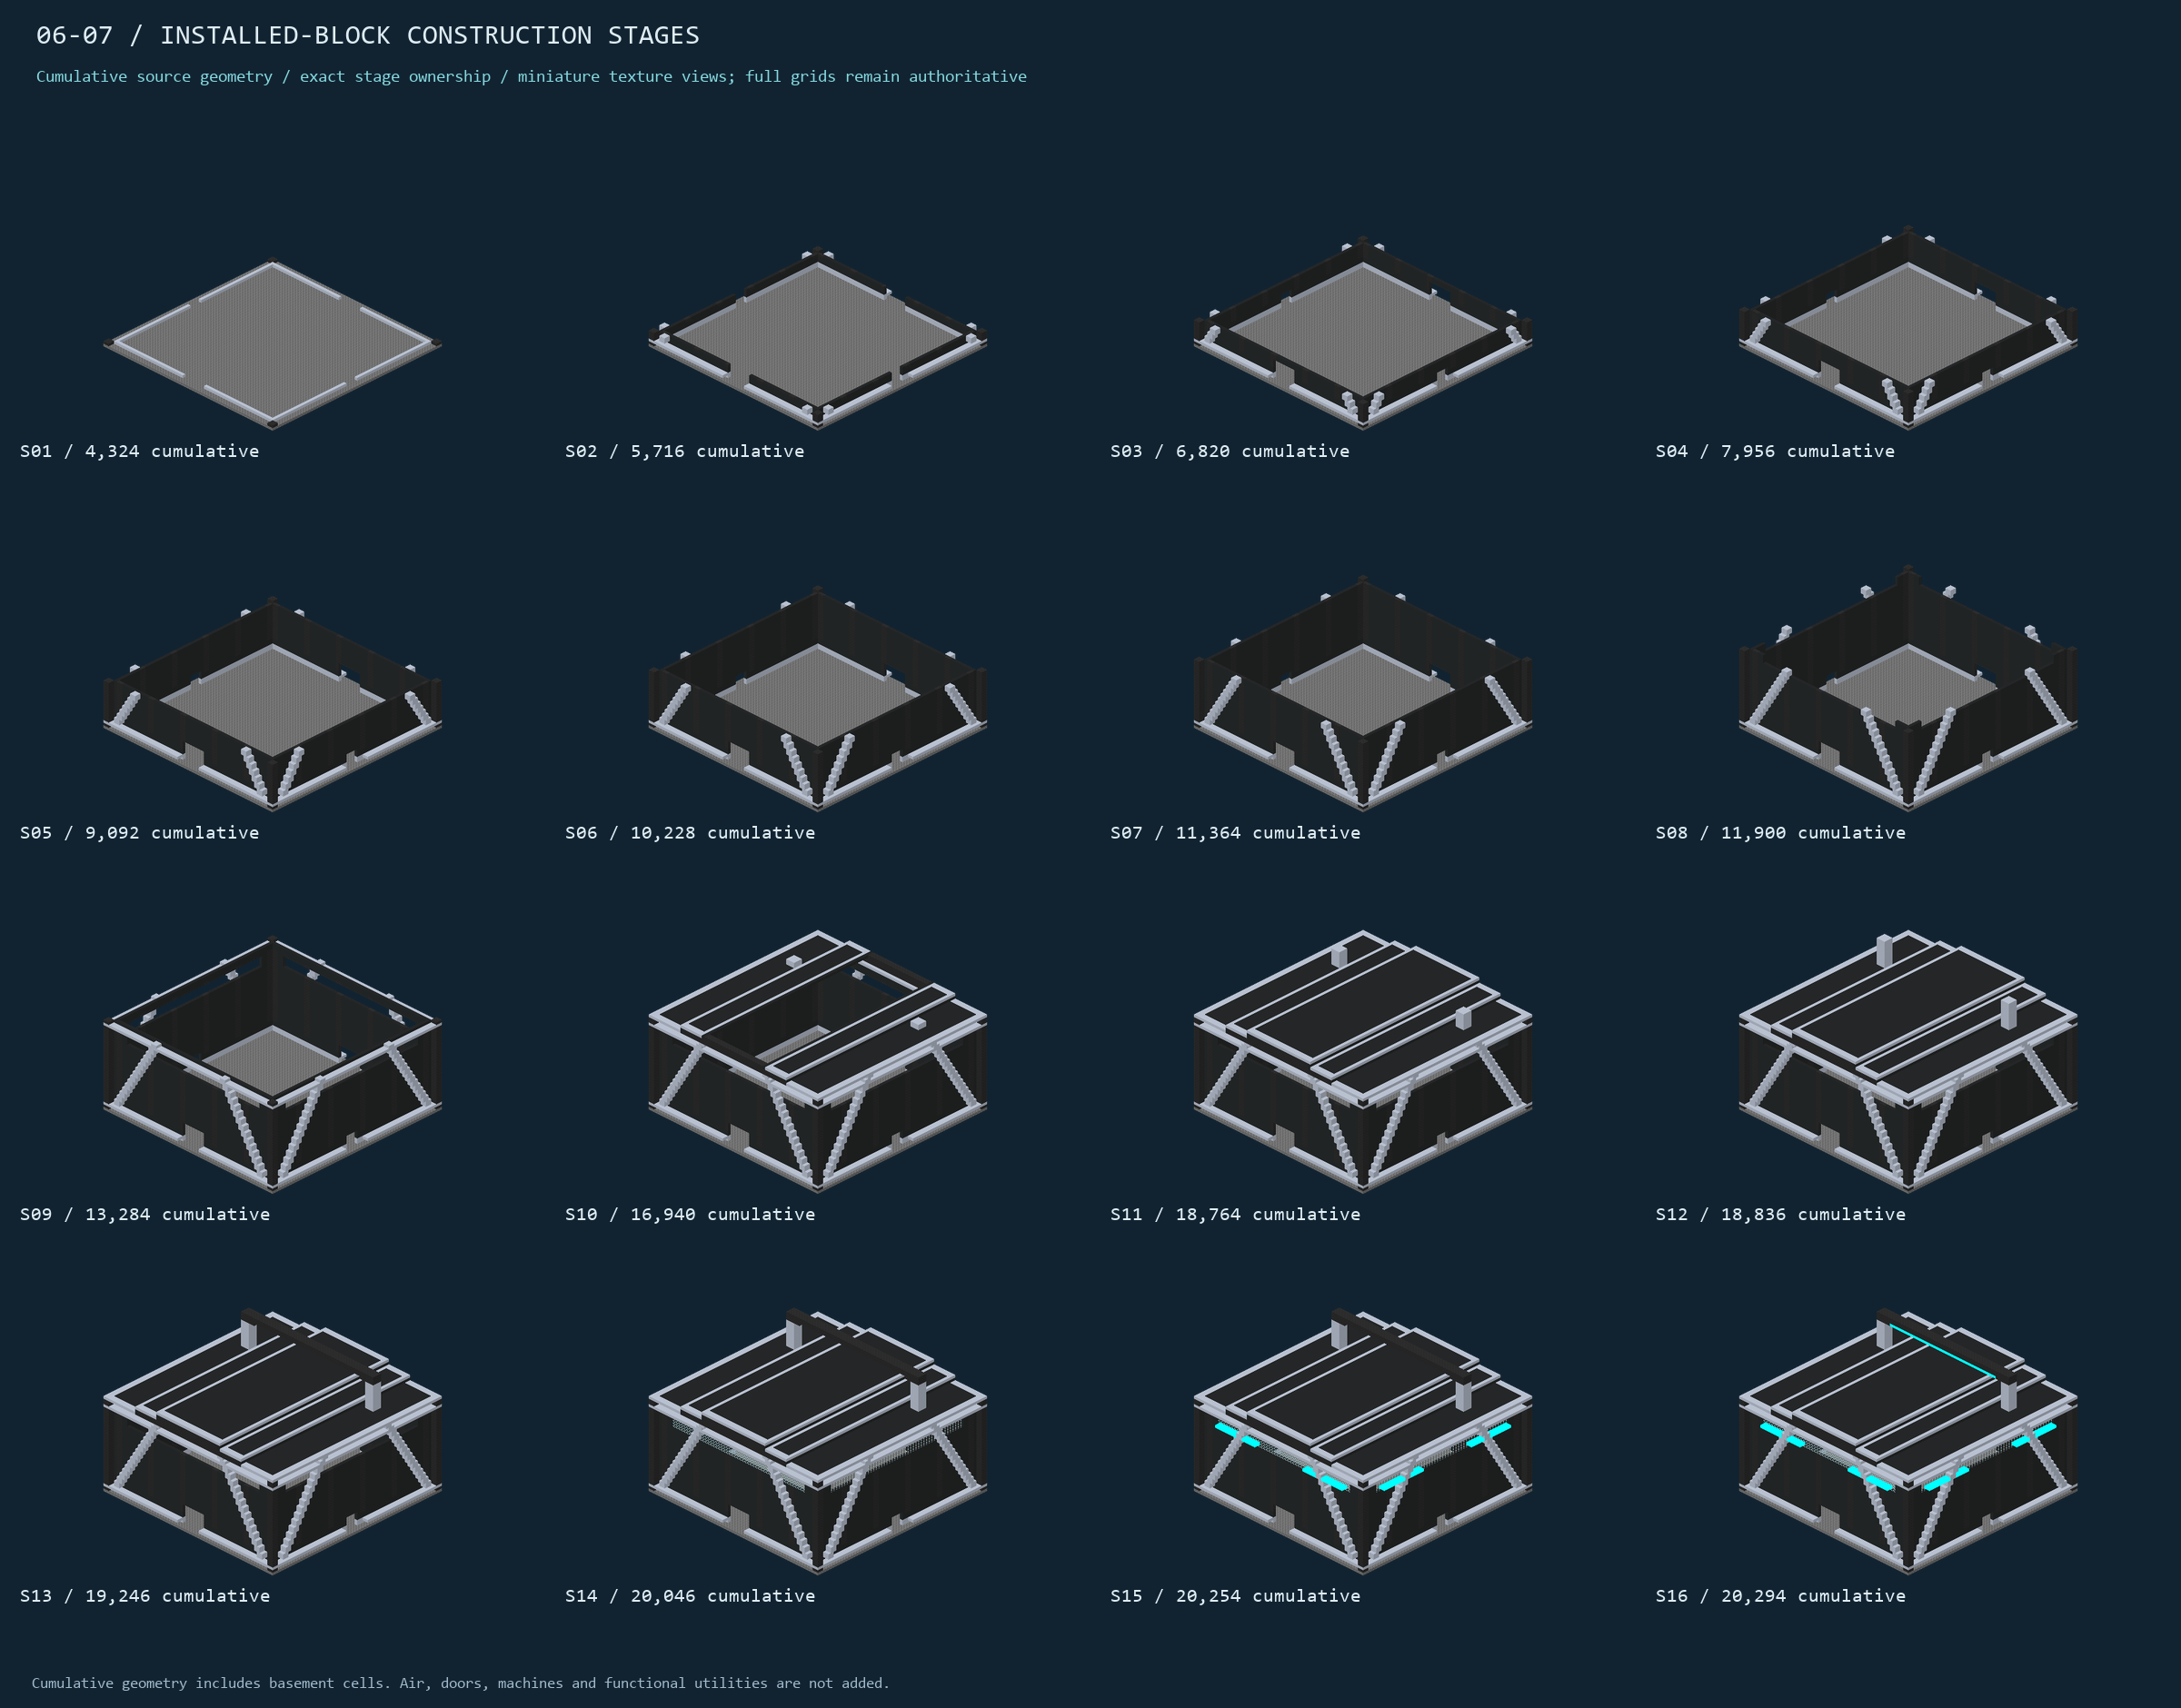 06-07 / INSTALLED-BLOCK CONSTRUCTION STAGES
Cumulative source geometry / exact stage ownership / miniature texture views; full grids remain authoritative
S01 / 4,324 cumulative
S02 / 5,716 cumulative
S03 / 6,820 cumulative
S04 / 7,956 cumulative
S05 / 9,092 cumulative
S06 / 10,228 cumulative
S07 / 11,364 cumulative
S08 / 11,900 cumulative
S09 / 13,284 cumulative
S10 / 16,940 cumulative
S11 / 18,764 cumulative
S12 / 18,836 cumulative
S13 / 19,246 cumulative
S14 / 20,046 cumulative
S15 / 20,254 cumulative
S16 / 20,294 cumulative
Cumulative geometry includes basement cells. Air, doors, machines and functional utilities are not added.